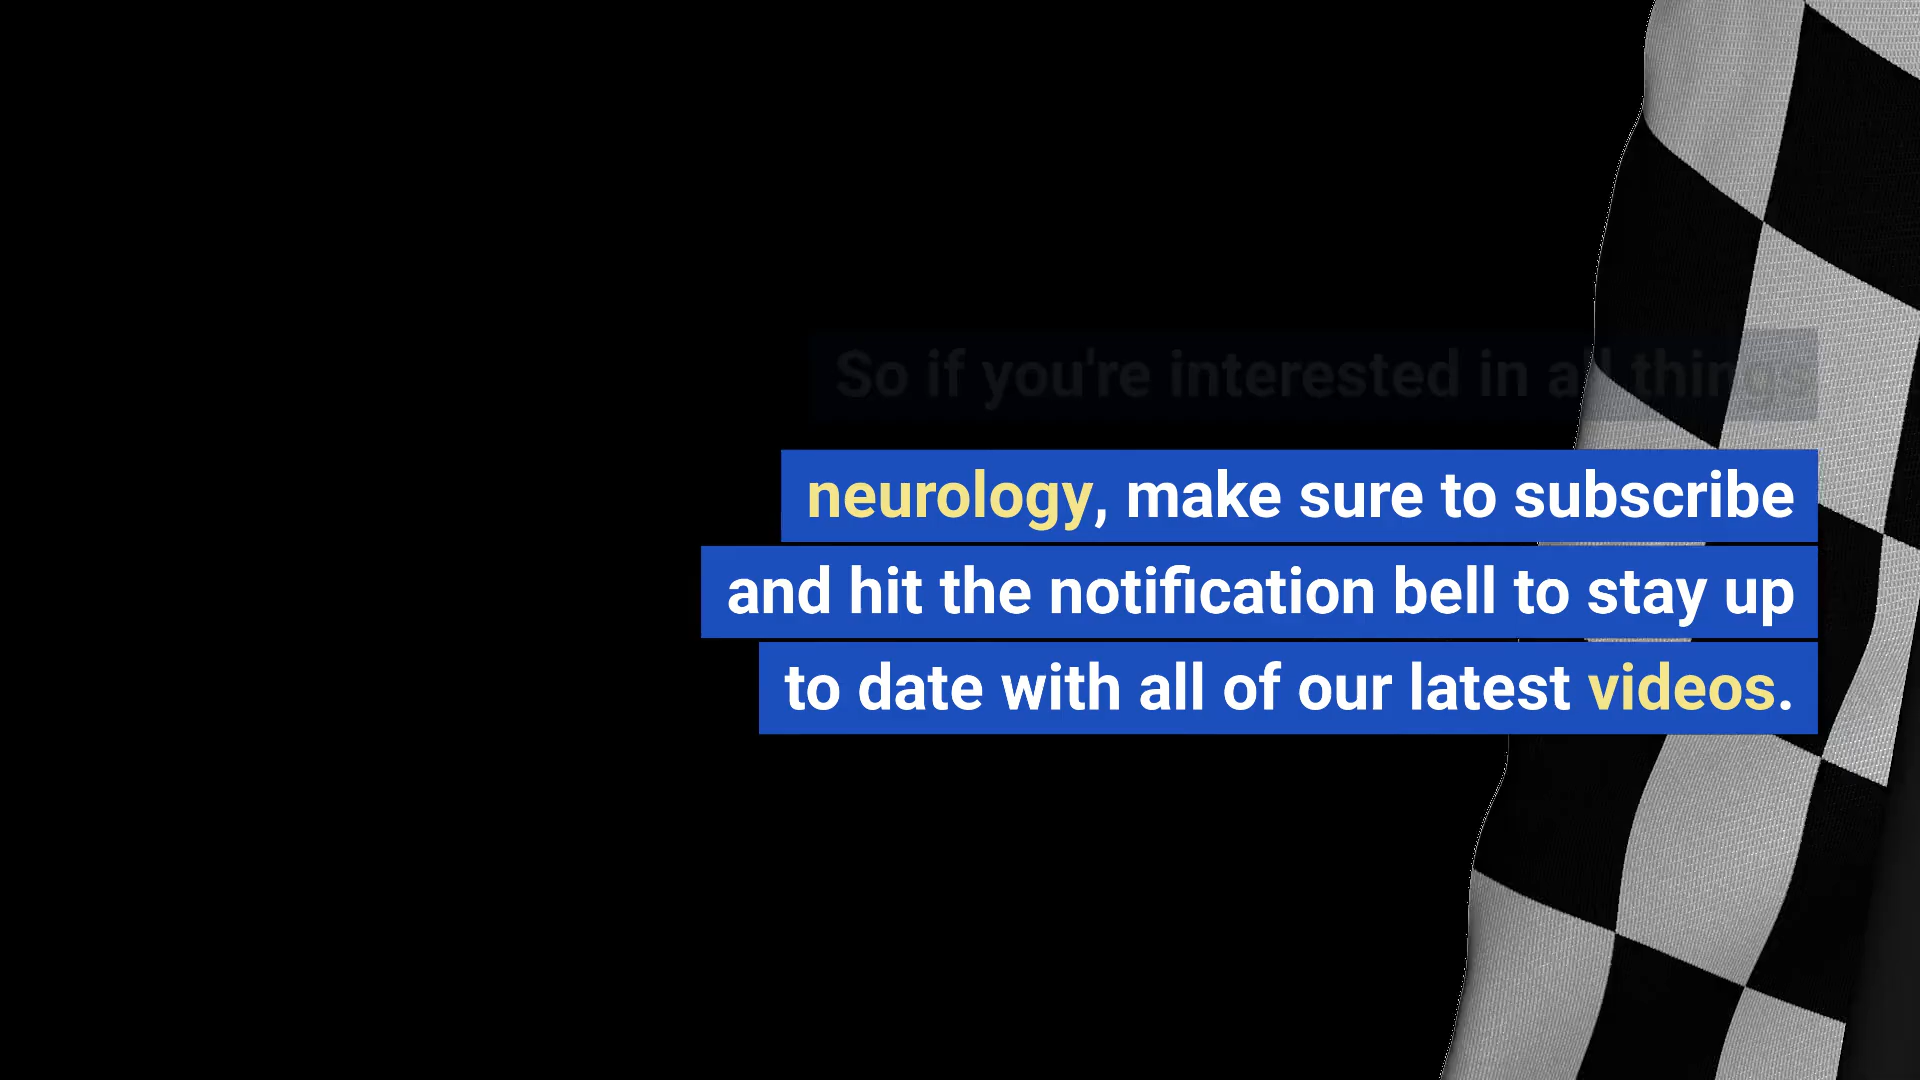 So if you're interested in all things
neurology, make sure to subscribe
and hit the notification bell to stay up
to date with all of our latest videos.